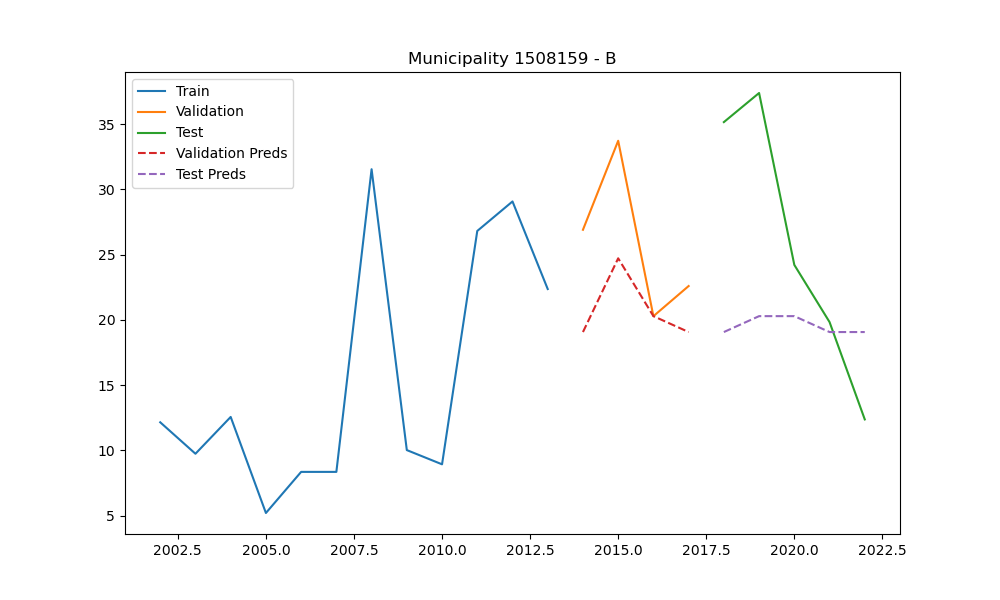 Municipality 1508159 - B
Train
Validation
Test
Validation Preds
Test Preds
35
30
25
20
15
10
5
2002.5 2005.0 2007.5 2010.0 2012.5 2015.0 2017.5 2020.0 2022.5